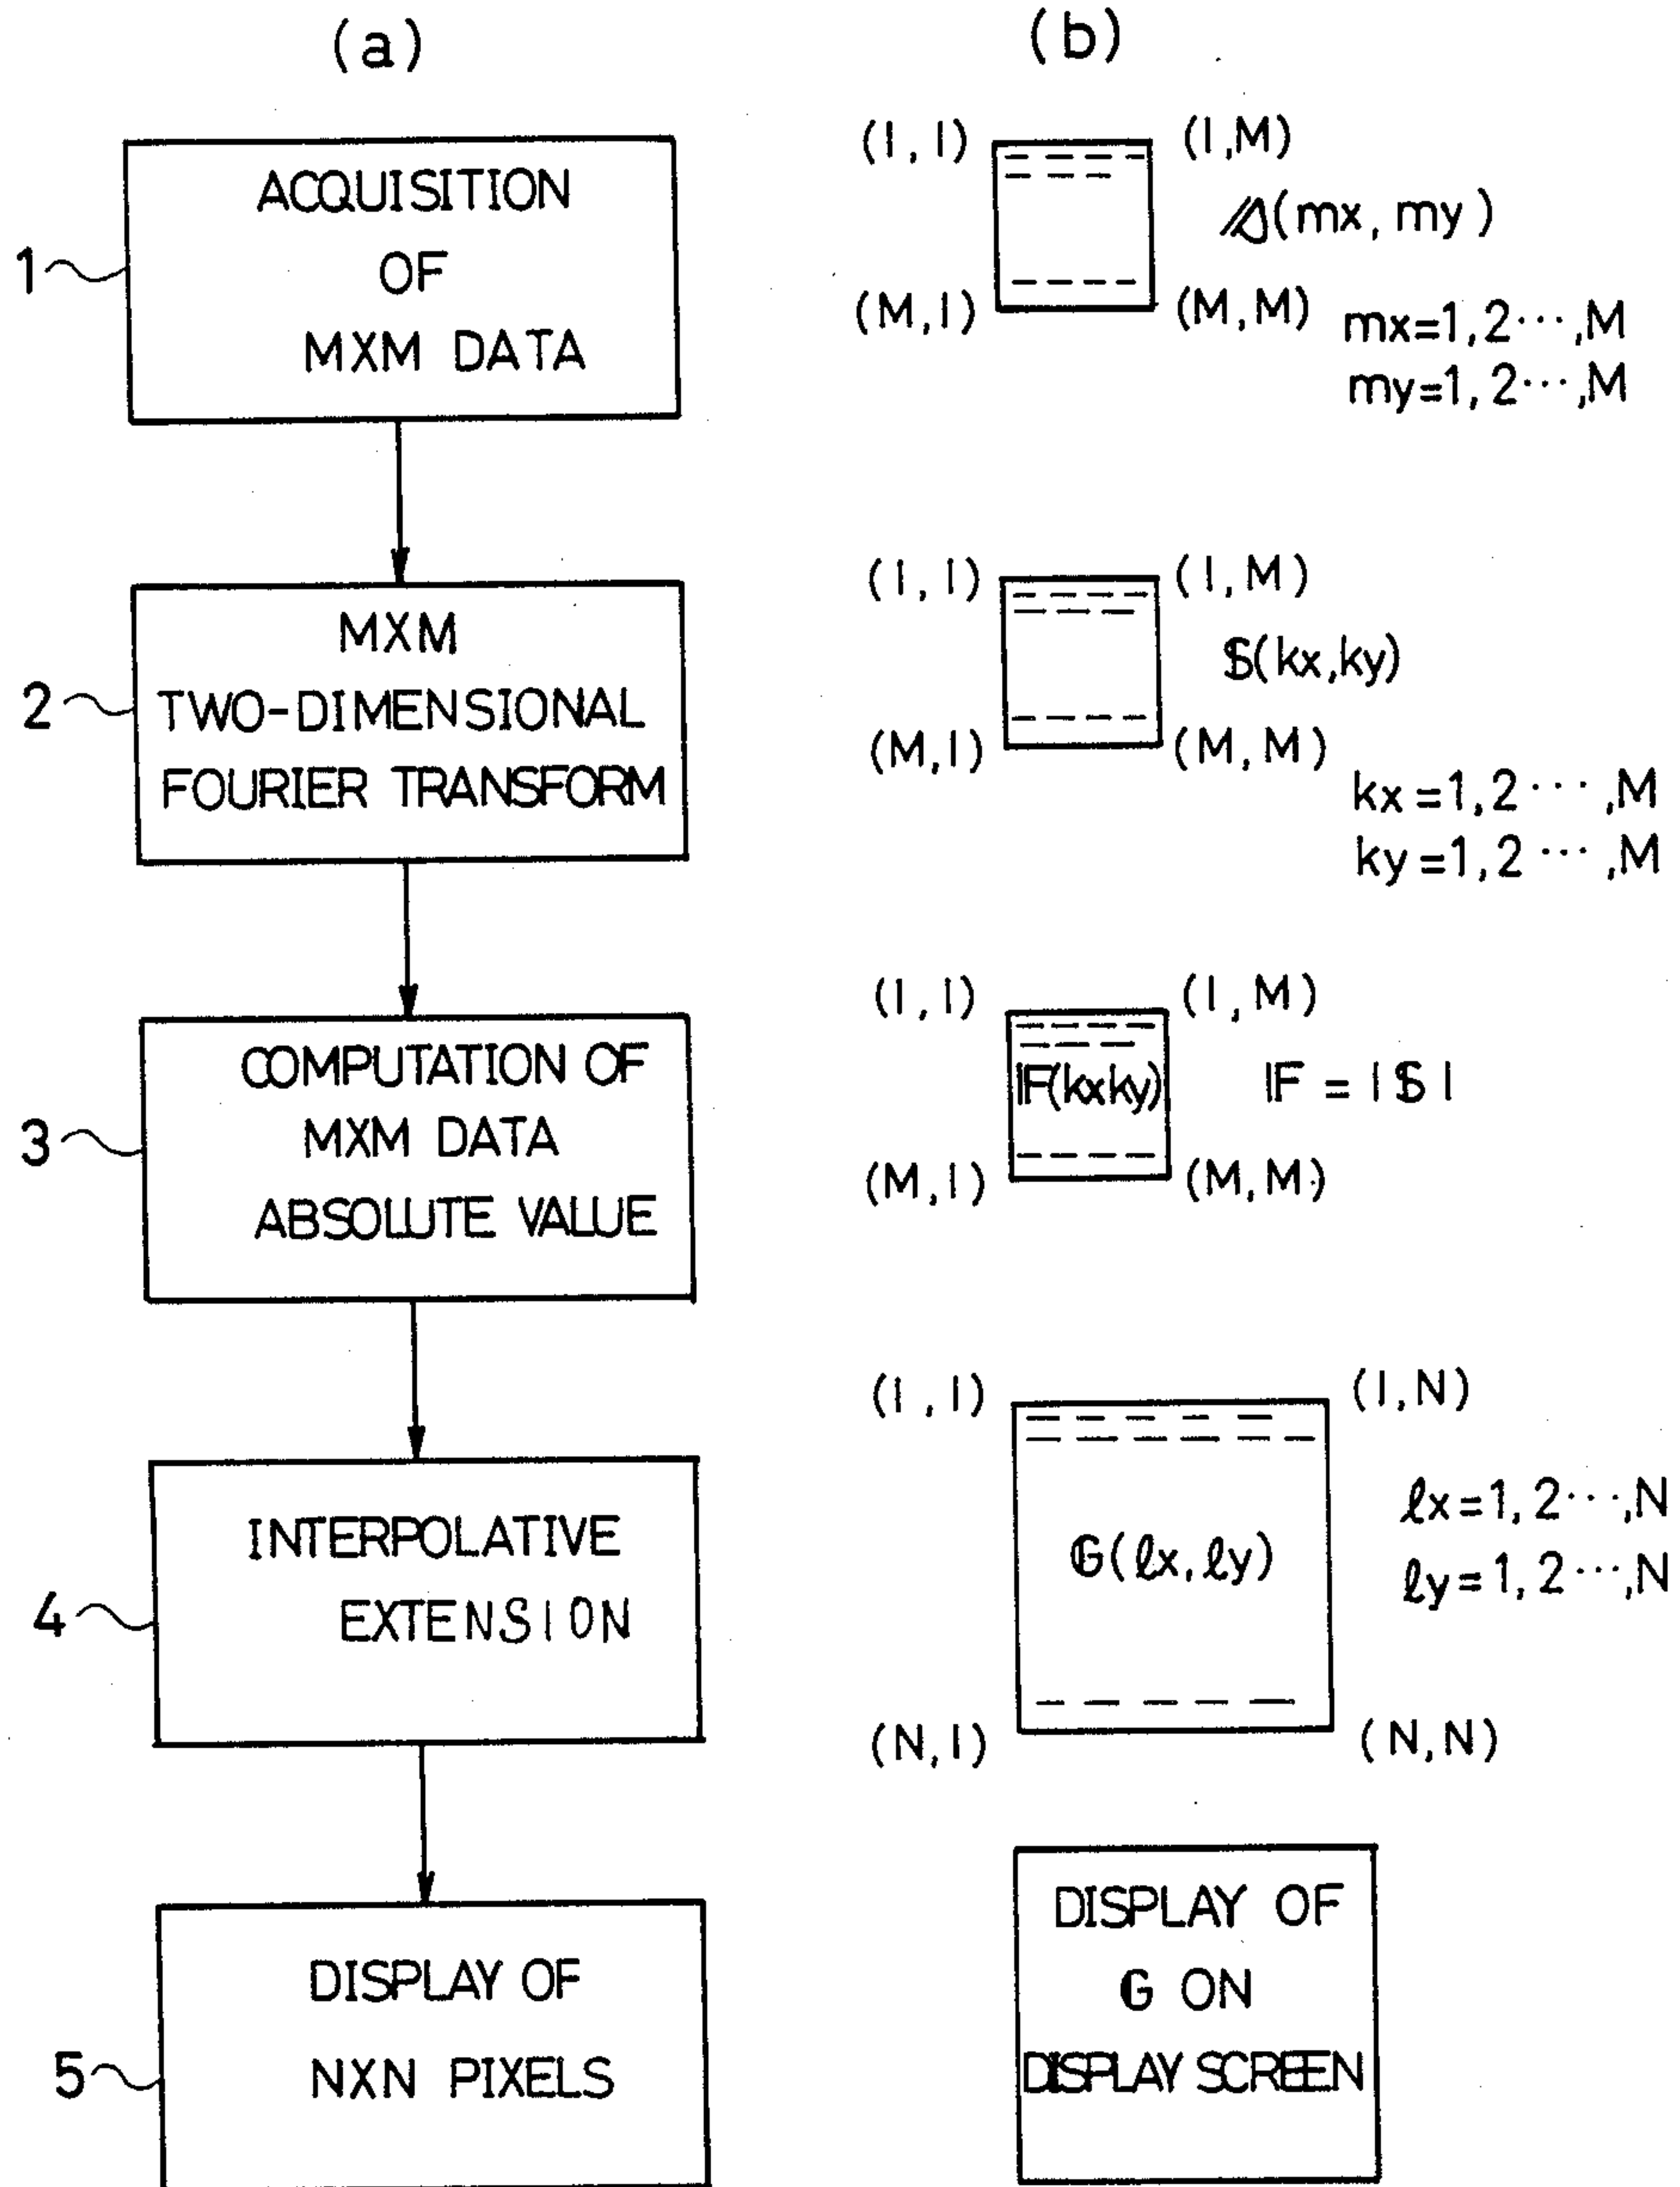 (a)
1
ACQUISITION
OF
MXM DATA
2
MXM
TWO-DIMENSIONAL
FOURIER TRANSFORM
3
COMPUTATION OF
MXM DATA
ABSOLUTE VALUE
4
INTERPOLATIVE
EXTENSION
5
DISPLAY OF
NXN PIXELS
(b)
(1,1)
(1,M)
𝕤(mx, my)
(M,1)
(M,M)
mx=1,2···,M
my=1,2···,M
(1,1)
(1,M)
𝕊(kx,ky)
(M,1)
(M,M)
kx=1,2···,M
ky=1,2···,M
(1,1)
(1,M)
𝔽(kxky)
𝔽 = |𝕊|
(M,1)
(M,M)
(1,1)
(1,N)
𝔾(ℓx,ℓy)
ℓx=1,2···,N
ℓy=1,2···,N
(N,1)
(N,N)
DISPLAY OF
𝔾 ON
DISPLAY SCREEN